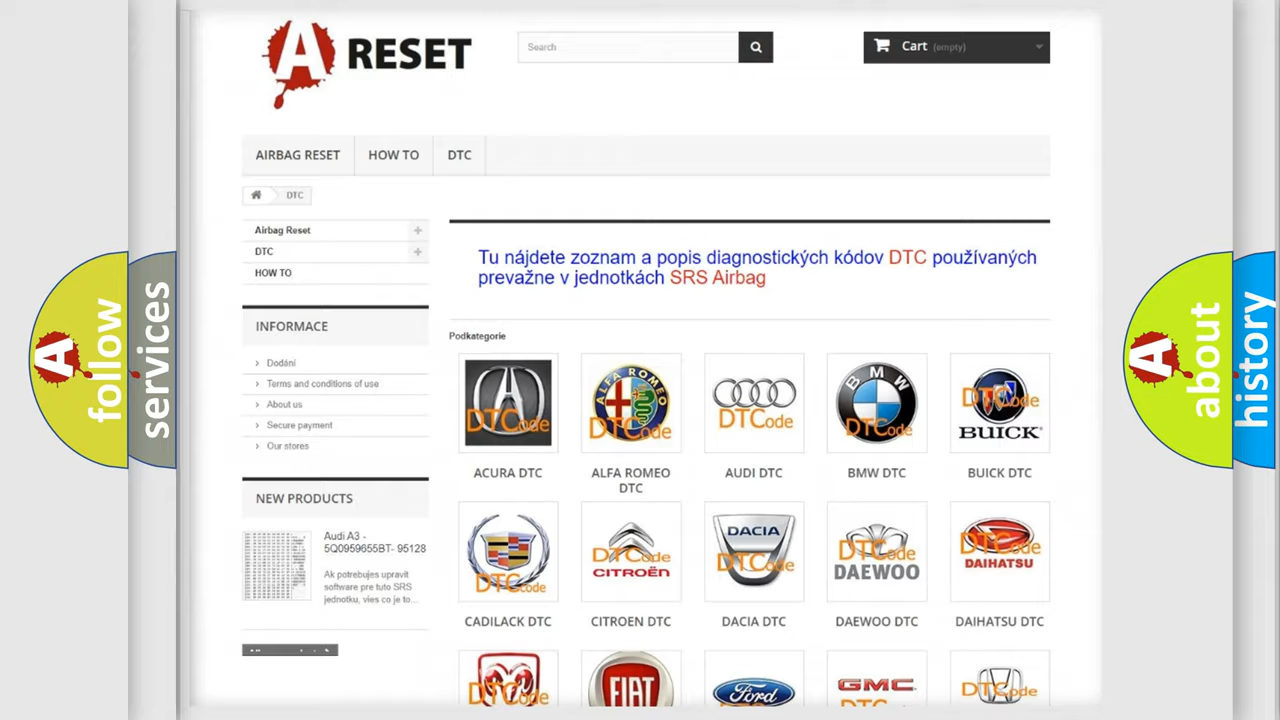 A RESET
Search
Cart (empty)
AIRBAG RESET
HOW TO
DTC
DTC
Airbag Reset
DTC
HOW TO
INFORMACE
Dodání
Terms and conditions of use
About us
Secure payment
Our stores
NEW PRODUCTS
Audi A3 -
5Q0959655BT- 95128
Ak potrebujes upravit
software pre tuto SRS
jednotku, vies co je to...
Tu nájdete zoznam a popis diagnostických kódov DTC používaných
prevažne v jednotkách SRS Airbag
Podkategorie
DTCode
ACURA DTC
ALFA ROMEO
DTCode
ALFA ROMEO
DTC
DTCode
AUDI DTC
BMW
DTCode
BMW DTC
DTCode
BUICK
BUICK DTC
DTCode
CADILACK DTC
DTCode
CITROËN
CITROEN DTC
DACIA
DTCode
DACIA DTC
DTCode
DAEWOO
DAEWOO DTC
DTCode
DAIHATSU
DAIHATSU DTC
DTCode
FIAT
Ford
GMC
DTCode
A follow
services
A about
history